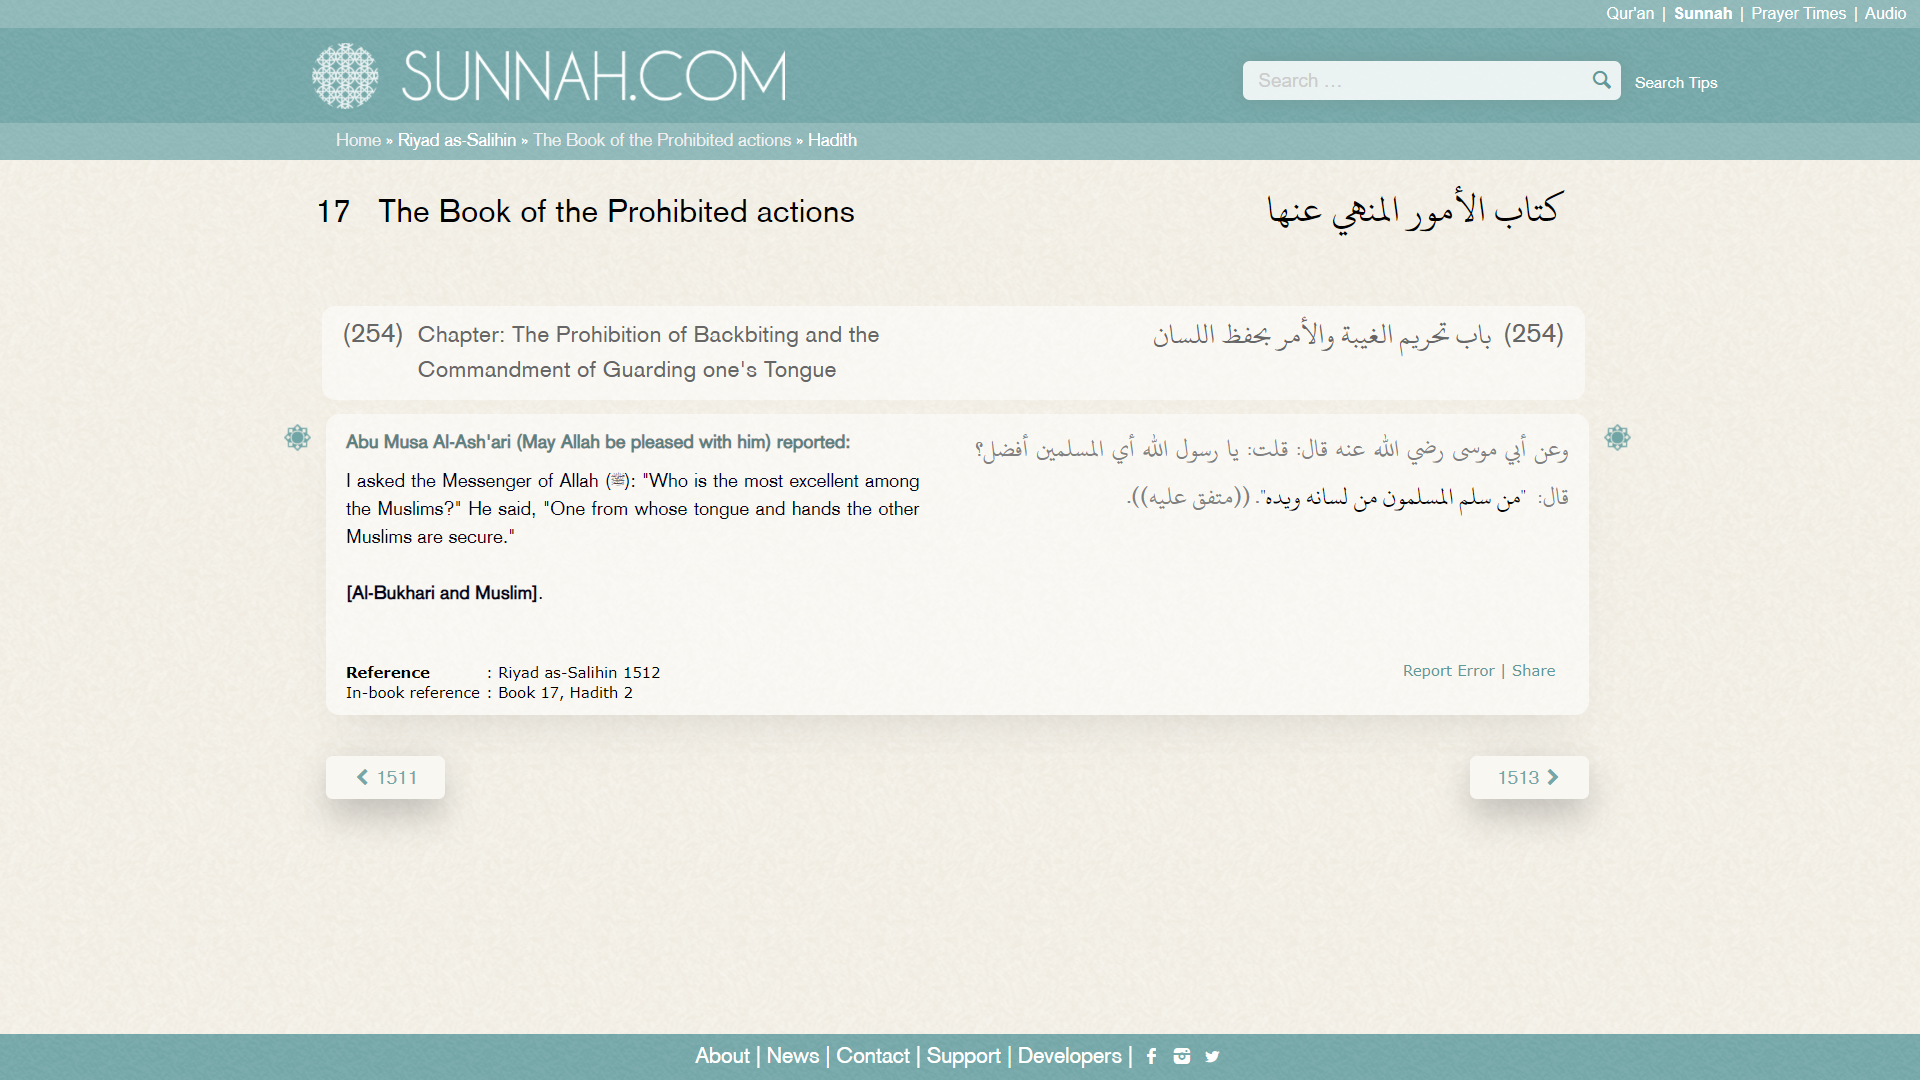 Qur'an | Sunnah | Prayer Times | Audio
SUNNAH.COM
Search ...
Search Tips
Home » Riyad as-Salihin » The Book of the Prohibited actions » Hadith
17 The Book of the Prohibited actions
كتاب الأمور المنهي عنها
(254) Chapter: The Prohibition of Backbiting and the
Commandment of Guarding one's Tongue
(254) باب تحريم الغيبة والأمر بحفظ اللسان
Abu Musa Al-Ash'ari (May Allah be pleased with him) reported:
I asked the Messenger of Allah (ﷺ): "Who is the most excellent among
the Muslims?" He said, "One from whose tongue and hands the other
Muslims are secure."
[Al-Bukhari and Muslim].
وعن أبي موسى رضي الله عنه قال: قلت: يا رسول الله أي المسلمين أفضل؟
قال: "من سلم المسلمون من لسانه ويده". ((متفق عليه)).
Reference : Riyad as-Salihin 1512
In-book reference : Book 17, Hadith 2
Report Error | Share
1511
1513
About | News | Contact | Support | Developers |